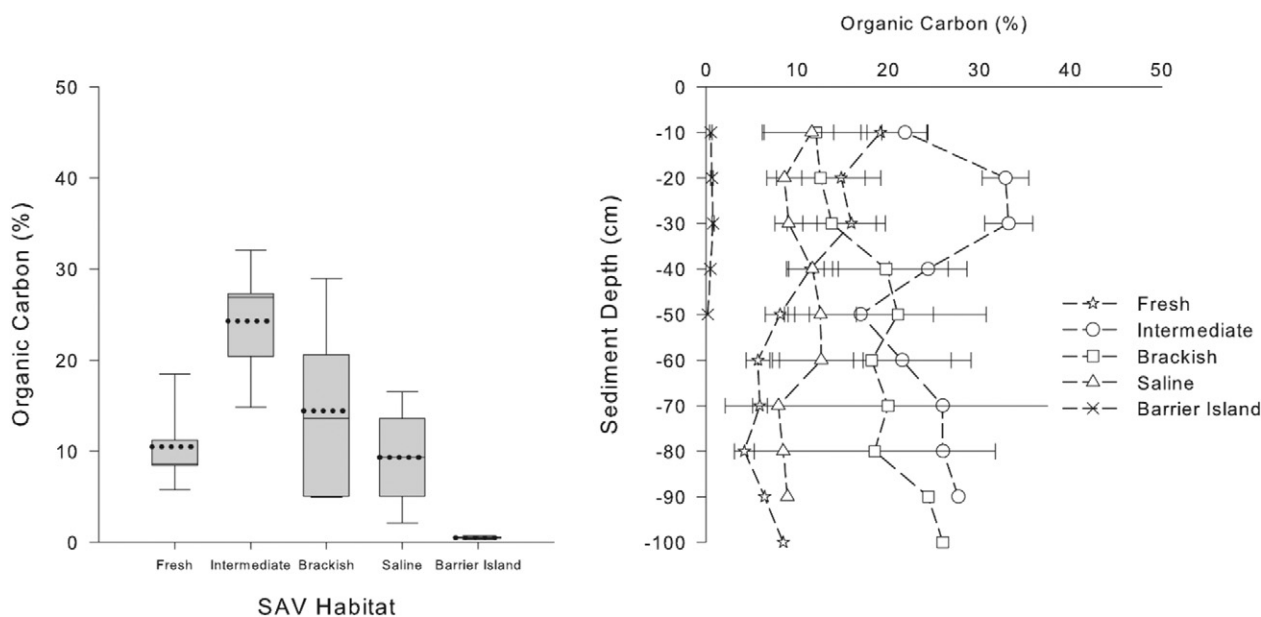 Organic Carbon (%)
50
40
30
20
10
0
Fresh Intermediate Brackish Saline Barrier Island
SAV Habitat
Organic Carbon (%)
0 10 20 30 40 50
Sediment Depth (cm)
0
-10
-20
-30
-40
-50
-60
-70
-80
-90
-100
Fresh
Intermediate
Brackish
Saline
Barrier Island